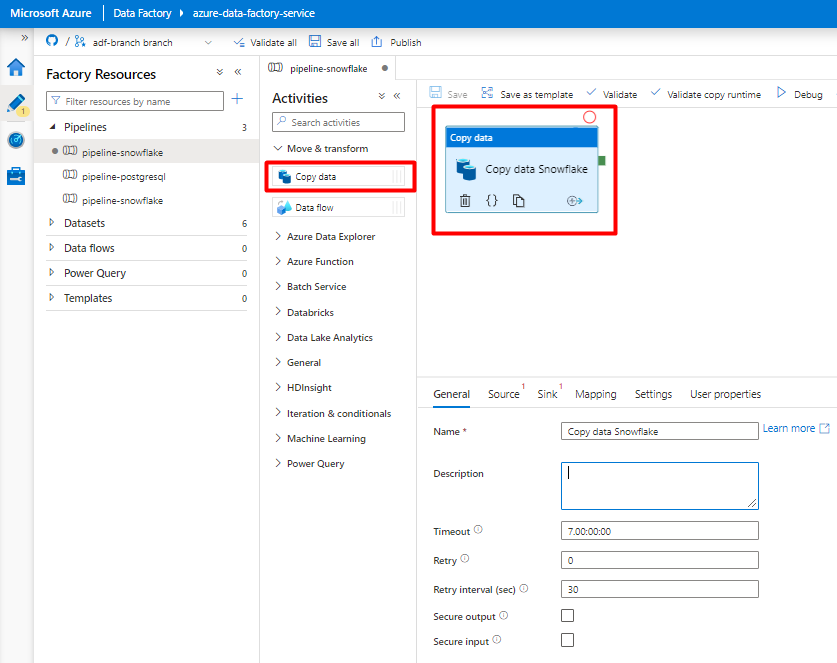 Microsoft Azure Data Factory azure-data-factory-service
/ adf-branch branch Validate all Save all Publish
Factory Resources
Filter resources by name
Pipelines 3
pipeline-snowflake
pipeline-postgresql
pipeline-snowflake
Datasets 6
Data flows 0
Power Query 0
Templates 0
1
pipeline-snowflake
Activities
Search activities
Move & transform
Copy data
Data flow
Azure Data Explorer
Azure Function
Batch Service
Databricks
Data Lake Analytics
General
HDInsight
Iteration & conditionals
Machine Learning
Power Query
Save Save as template Validate Validate copy runtime Debug
Copy data
Copy data Snowflake
{}
General Source 1 Sink 1 Mapping Settings User properties
Name * Copy data Snowflake Learn more
Description
Timeout 7.00:00:00
Retry 0
Retry interval (sec) 30
Secure output
Secure input